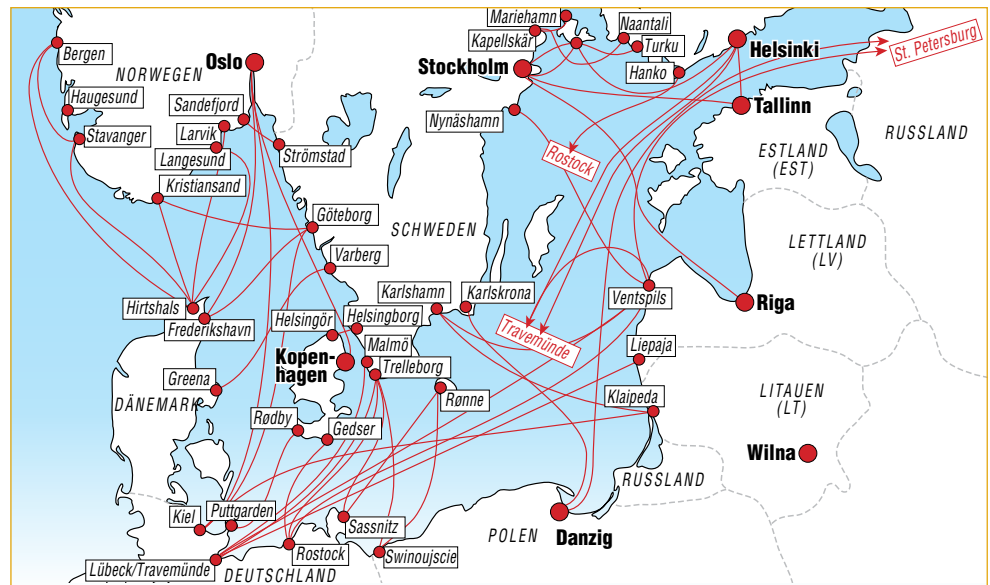 Mariehamn
Naantali
Bergen
Kapellskär
Turku
Helsinki
St. Petersburg
Oslo
NORWEGEN
Stockholm
Hanko
Haugesund
Sandefjord
Tallinn
Nynäshamn
Stavanger
Larvik
RUSSLAND
Langesund
Strömstad
Rostock
ESTLAND
(EST)
Kristiansand
Göteborg
SCHWEDEN
LETTLAND
(LV)
Varberg
Karlshamn
Karlskrona
Ventspils
Riga
Hirtshals
Helsingör
Helsingborg
Frederikshavn
Travemünde
Malmö
Liepaja
Kopen-
hagen
Trelleborg
Greena
Rønne
Klaipeda
LITAUEN
(LT)
DÄNEMARK
Rødby
Gedser
Wilna
RUSSLAND
Kiel
Puttgarden
Sassnitz
POLEN
Danzig
Rostock
Swinoujscie
Lübeck/Travemünde
DEUTSCHLAND